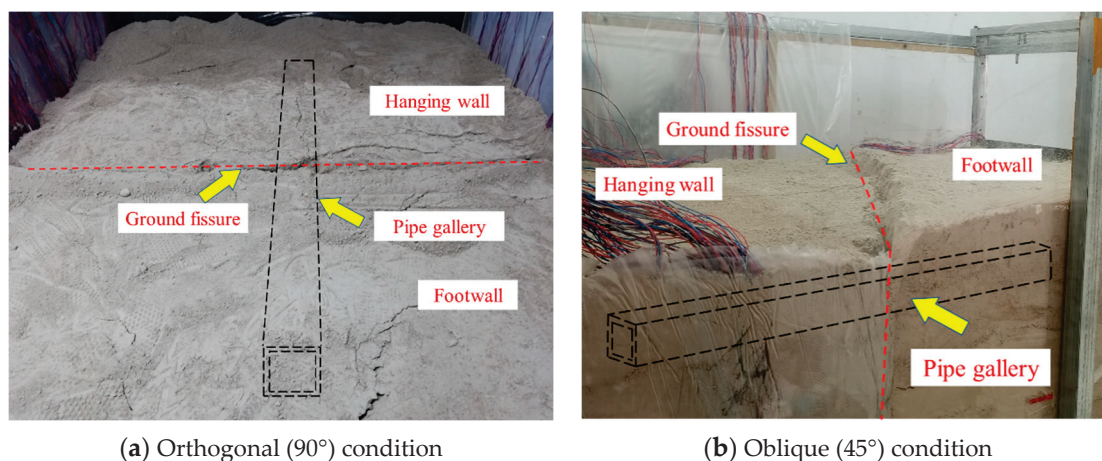 Hanging wall
Ground fissure
Pipe gallery
Footwall
(a) Orthogonal (90°) condition
Ground fissure
Footwall
Hanging wall
Pipe gallery
(b) Oblique (45°) condition